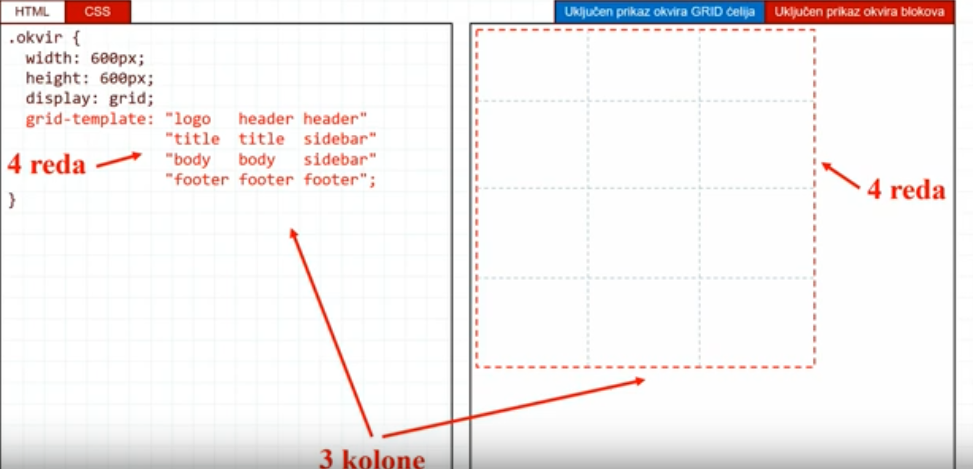 HTML CSS
Uključen prikaz okvira GRID ćelija Uključen prikaz okvira blokova
.okvir {
width: 600px;
height: 600px;
display: grid;
grid-template: "logo header header"
"title title sidebar"
"body body sidebar"
"footer footer footer";
}
4 reda
4 reda
3 kolone